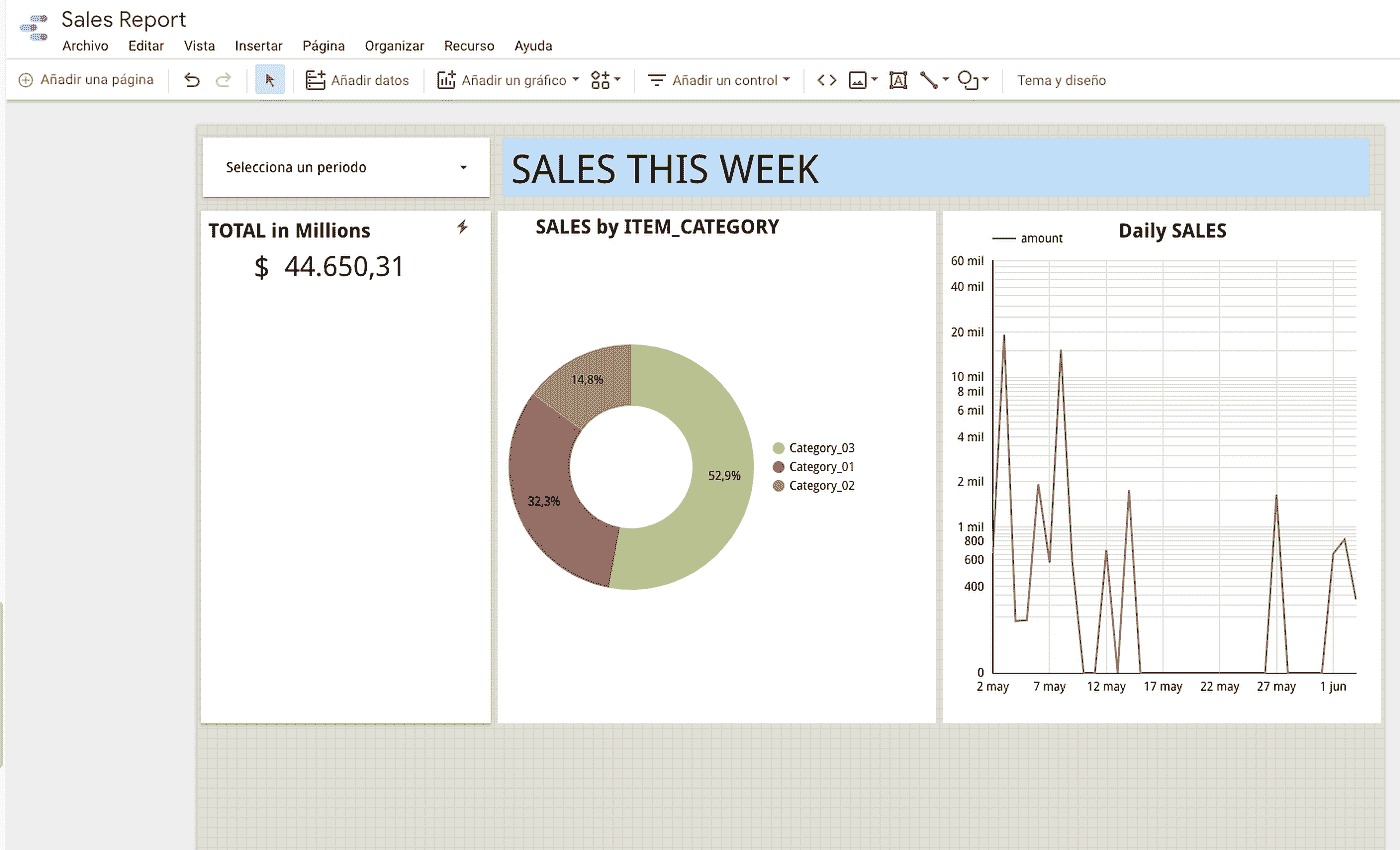 Sales Report
Archivo Editar Vista Insertar Página Organizar Recurso Ayuda
Añadir una página Añadir datos Añadir un gráfico Añadir un control Tema y diseño
Selecciona un periodo
SALES THIS WEEK
TOTAL in Millions
$ 44.650,31
SALES by ITEM_CATEGORY
14,8%
52,9%
32,3%
Category_03
Category_01
Category_02
Daily SALES
amount
60 mil
40 mil
20 mil
10 mil
8 mil
6 mil
4 mil
2 mil
1 mil
800
600
400
0
2 may 7 may 12 may 17 may 22 may 27 may 1 jun